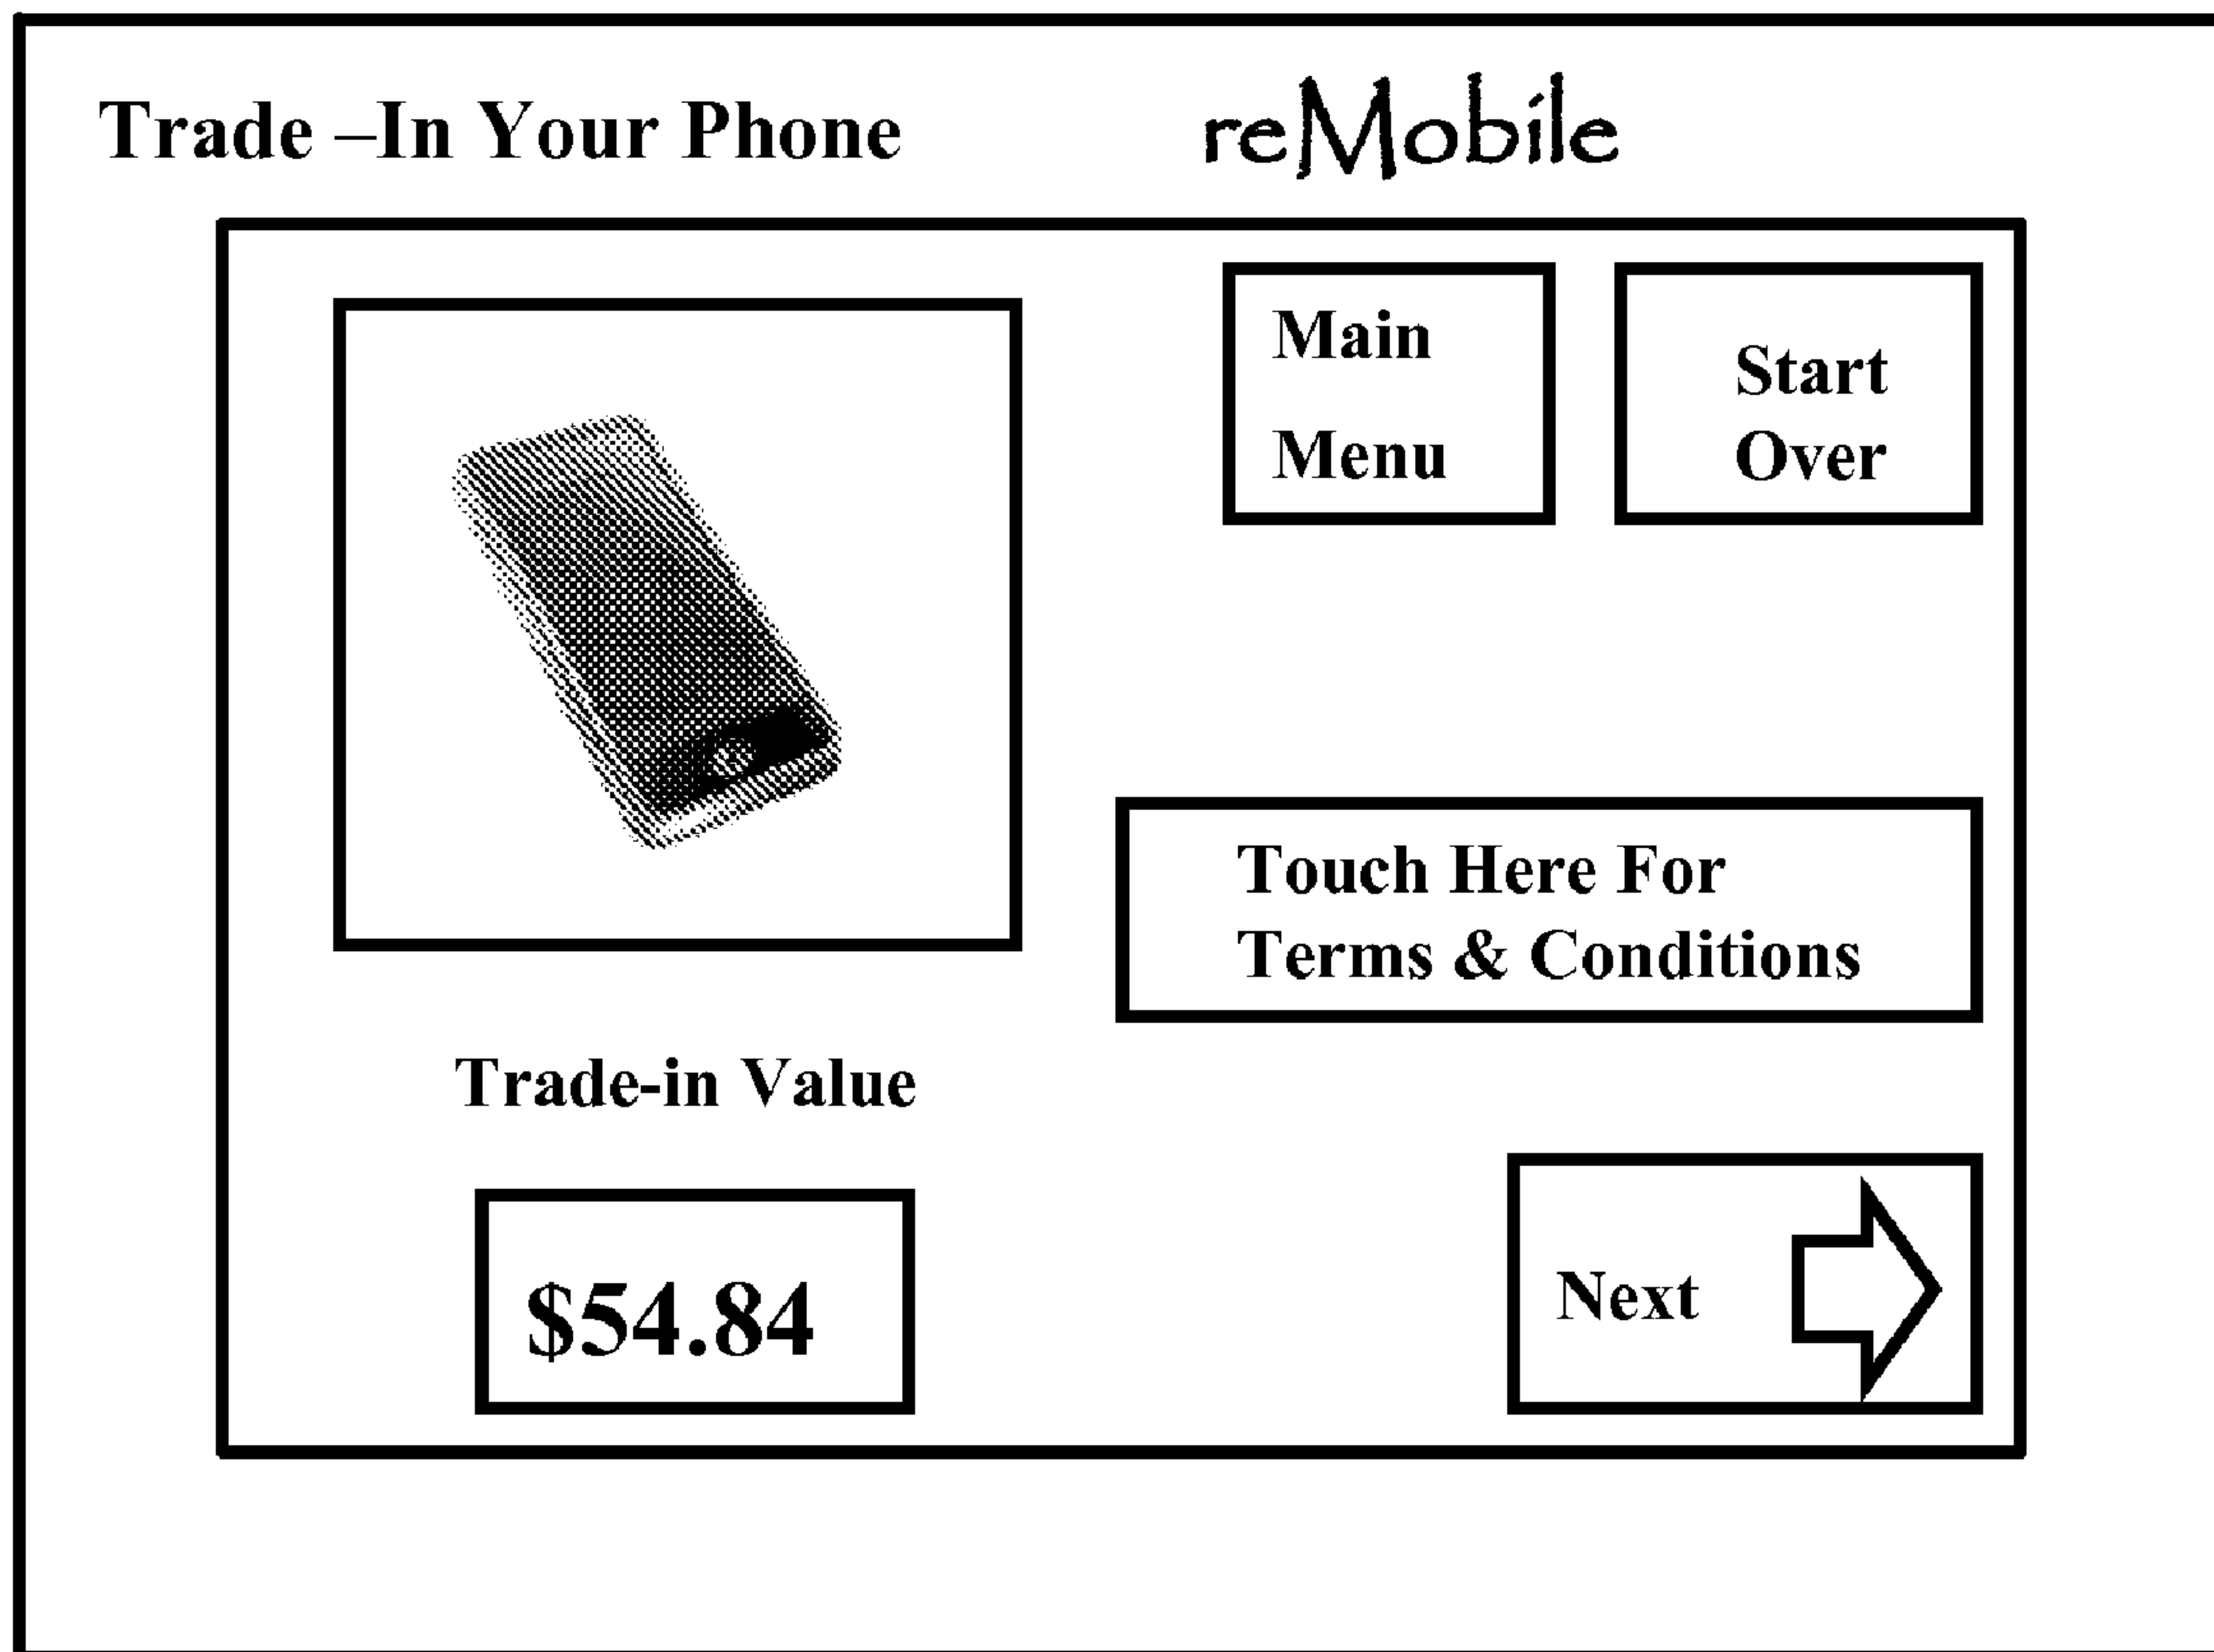 Trade –In Your Phone
reMobile
Main
Menu
Start
Over
Touch Here For
Terms & Conditions
Trade-in Value
$54.84
Next